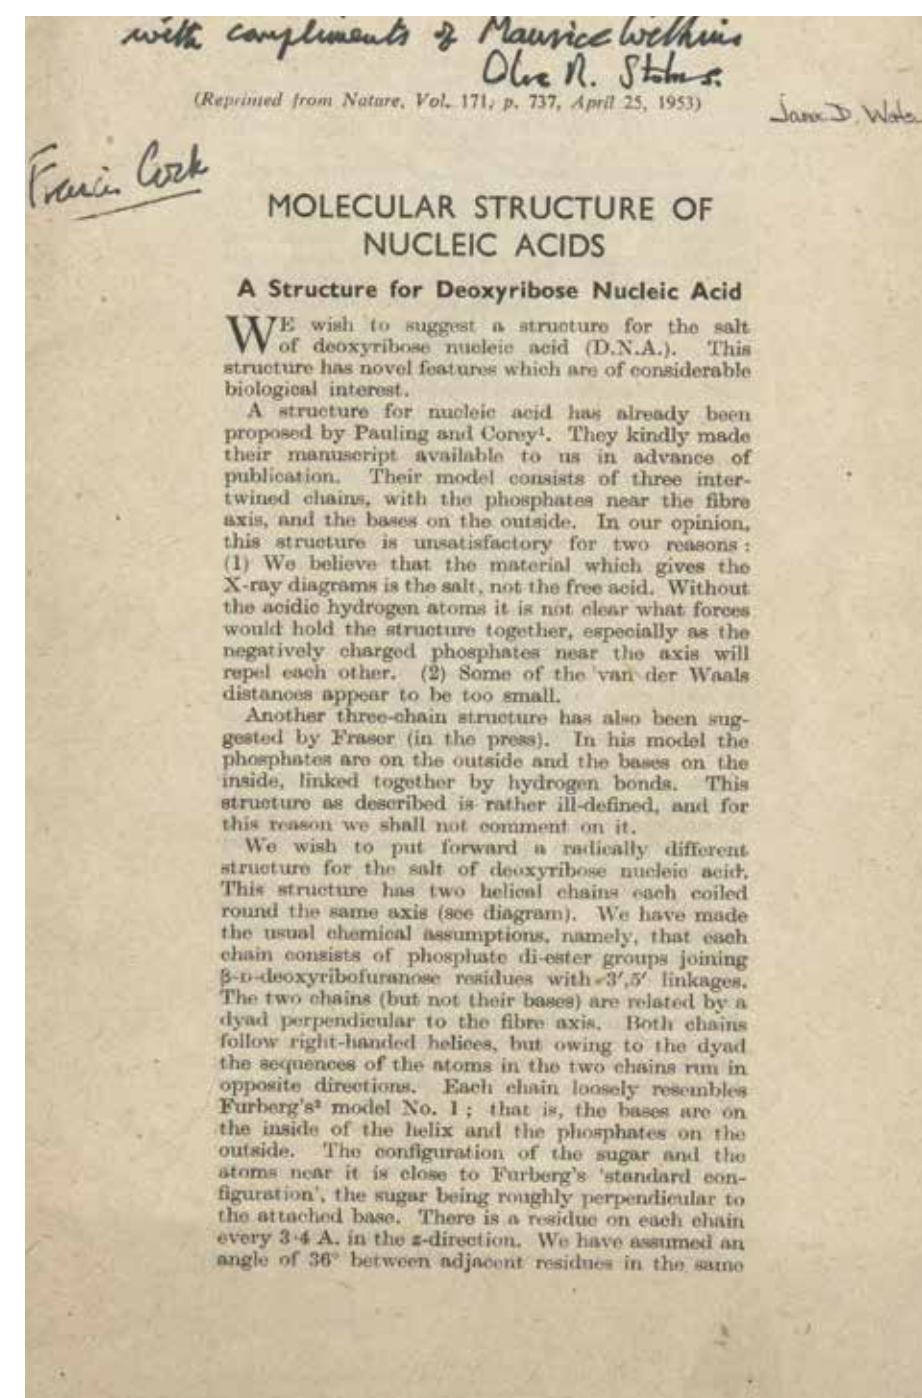 with compliments of Maurice Wilkins
R. Stokes.
(Reprinted from Nature, Vol. 171, p. 737, April 25, 1953)
James D. Wats
Francis Crick
MOLECULAR STRUCTURE OF
NUCLEIC ACIDS
A Structure for Deoxyribose Nucleic Acid
WE wish to suggest a structure for the salt
of deoxyribose nucleic acid (D.N.A.). This
structure has novel features which are of considerable
biological interest.
A structure for nucleic acid has already been
proposed by Pauling and Corey¹. They kindly made
their manuscript available to us in advance of
publication. Their model consists of three inter-
twined chains, with the phosphates near the fibre
axis, and the bases on the outside. In our opinion,
this structure is unsatisfactory for two reasons :
(1) We believe that the material which gives the
X-ray diagrams is the salt, not the free acid. Without
the acidic hydrogen atoms it is not clear what forces
would hold the structure together, especially as the
negatively charged phosphates near the axis will
repel each other. (2) Some of the van der Waals
distances appear to be too small.
Another three-chain structure has also been sug-
gested by Fraser (in the press). In his model the
phosphates are on the outside and the bases on the
inside, linked together by hydrogen bonds. This
structure as described is rather ill-defined, and for
this reason we shall not comment on it.
We wish to put forward a radically different
structure for the salt of deoxyribose nucleic acid.
This structure has two helical chains each coiled
round the same axis (see diagram). We have made
the usual chemical assumptions, namely, that each
chain consists of phosphate di-ester groups joining
β-D-deoxyribofuranose residues with 3′,5′ linkages.
The two chains (but not their bases) are related by a
dyad perpendicular to the fibre axis. Both chains
follow right-handed helices, but owing to the dyad
the sequences of the atoms in the two chains run in
opposite directions. Each chain loosely resembles
Furberg's² model No. 1 ; that is, the bases are on
the inside of the helix and the phosphates on the
outside. The configuration of the sugar and the
atoms near it is close to Furberg's 'standard con-
figuration', the sugar being roughly perpendicular to
the attached base. There is a residue on each chain
every 3·4 A. in the z-direction. We have assumed an
angle of 36° between adjacent residues in the same